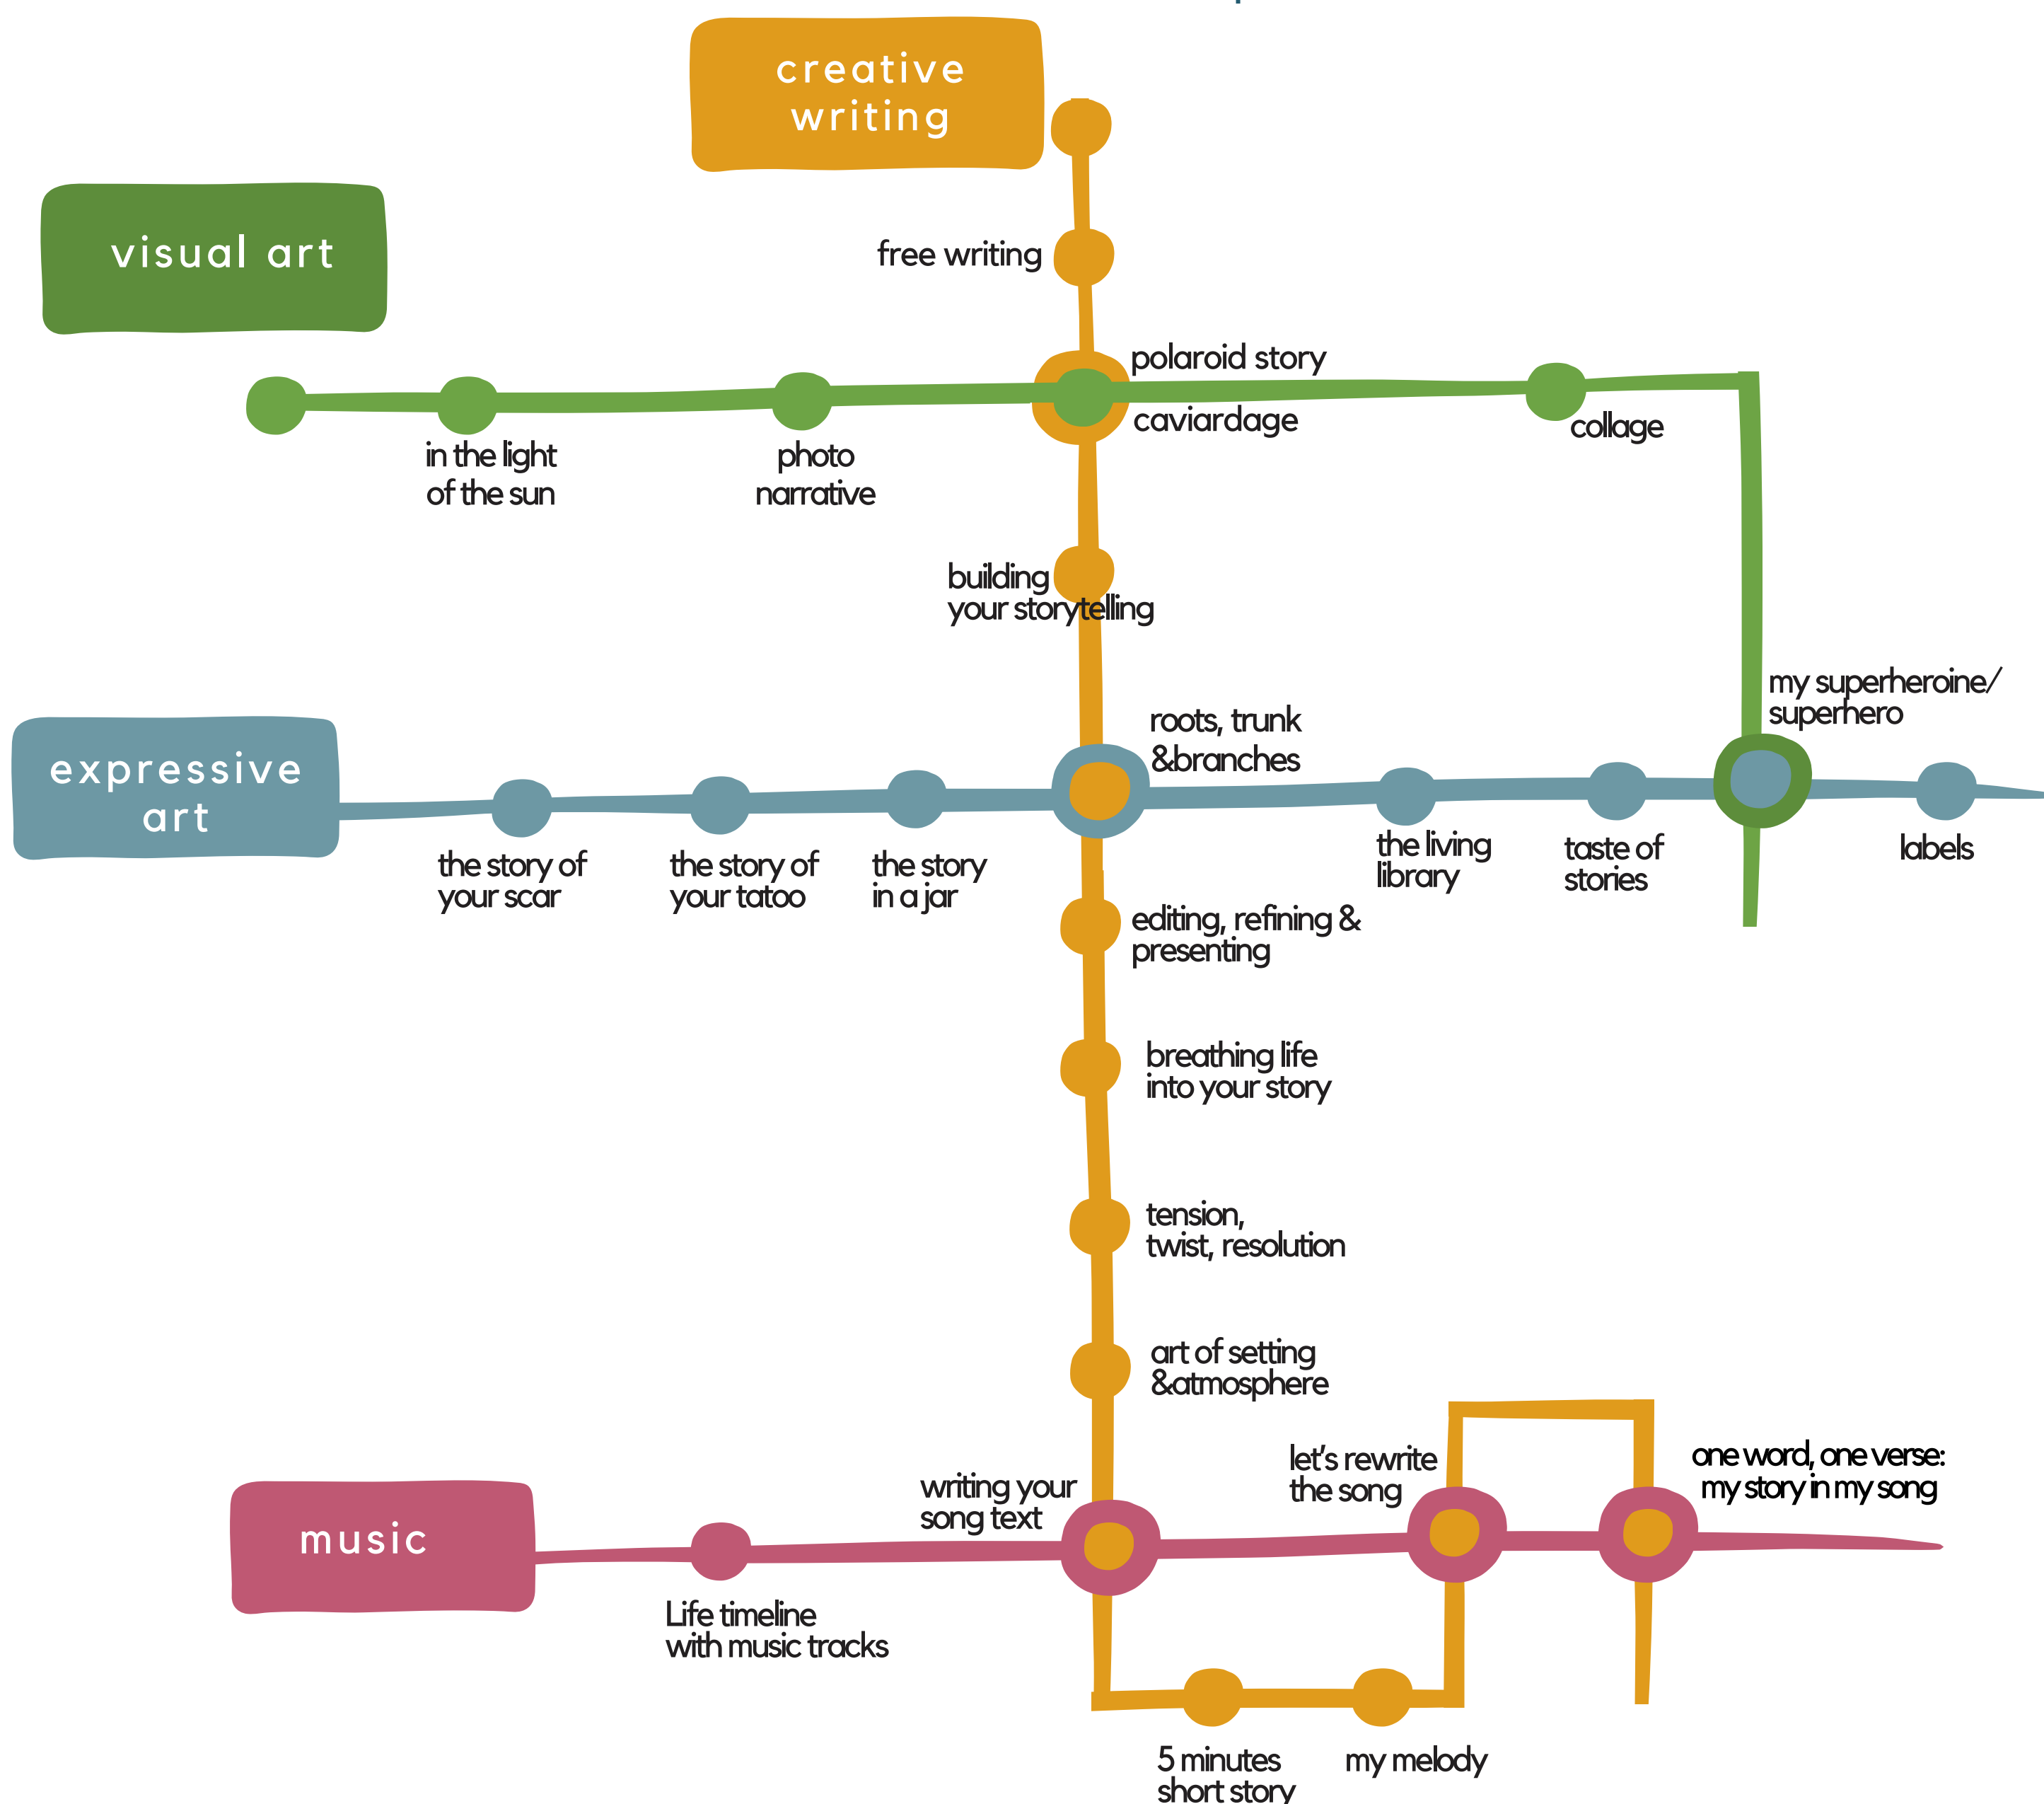 creative
writing
visual art
free writing
polaroid story
caviardage
collage
in the light
of the sun
photo
narrative
building
your storytelling
my superheroine/
superhero
roots, trunk
&branches
expressive
art
the living
library
taste of
stories
labels
the story of
your scar
the story of
your tatoo
the story
in a jar
editing, refining &
presenting
breathing life
into your story
tension,
twist, resolution
art of setting
&atmosphere
let's rewrite
the song
one word, one verse:
my story in my song
writing your
song text
music
Life timeline
with music tracks
5 minutes
short story
my melody